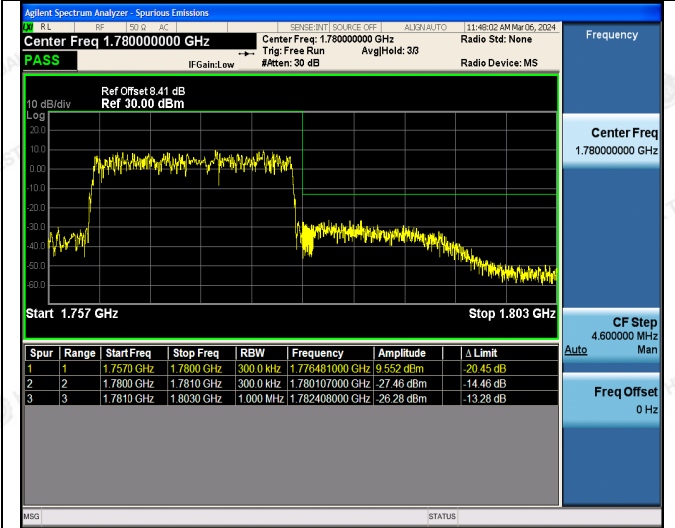 Agilent Spectrum Analyzer - Spurious Emissions
RL RF 50 Ω AC SENSE:INT SOURCE OFF ALIGN AUTO 11:48:02 AM Mar 06, 2024
Center Freq 1.780000000 GHz Center Freq: 1.780000000 GHz Radio Std: None
Trig: Free Run Avg|Hold: 3/3
PASS IFGain:Low #Atten: 30 dB Radio Device: MS
Ref Offset 8.41 dB
10 dB/div Ref 30.00 dBm
Log
20.0
10.0
0.00
-10.0
-20.0
-30.0
-40.0
-50.0
-60.0
Start 1.757 GHz Stop 1.803 GHz
Spur Range Start Freq Stop Freq RBW Frequency Amplitude Δ Limit
1 1 1.7570 GHz 1.7800 GHz 300.0 kHz 1.776481000 GHz 9.552 dBm -20.45 dB
2 2 1.7800 GHz 1.7810 GHz 300.0 kHz 1.780107000 GHz -27.46 dBm -14.46 dB
3 3 1.7810 GHz 1.8030 GHz 1.000 MHz 1.782408000 GHz -26.28 dBm -13.28 dB
MSG STATUS
Frequency
Center Freq
1.780000000 GHz
CF Step
4.600000 MHz
Auto Man
Freq Offset
0 Hz